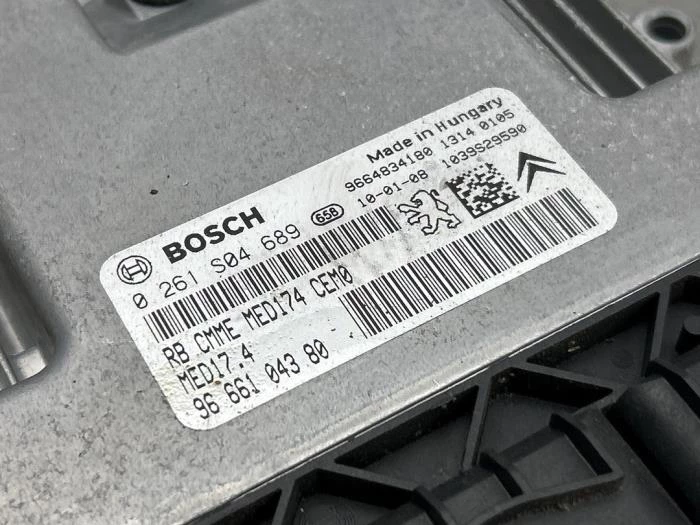 Made in Hungary
9664834180 1314 0105
10-01-08 1039S29590
BOSCH
0 261 S04 689 65B
RB CMME MED174 CEM0
MED17.4
96 661 043 80